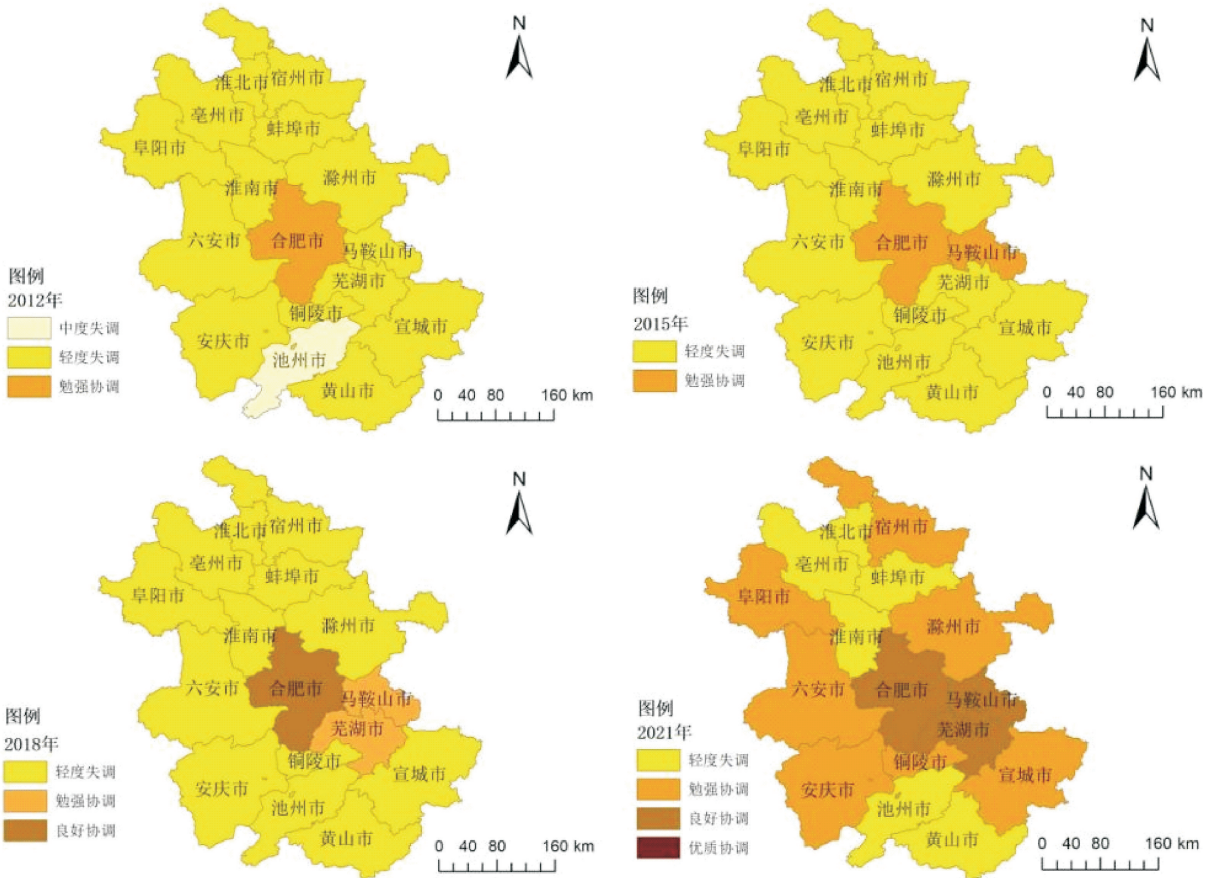 N
淮北市
宿州市
亳州市
蚌埠市
阜阳市
淮南市
滁州市
六安市
合肥市
马鞍山市
芜湖市
铜陵市
宣城市
安庆市
池州市
黄山市
图例
2012年
中度失调
轻度失调
勉强协调
0 40 80 160 km
N
淮北市
宿州市
亳州市
蚌埠市
阜阳市
淮南市
滁州市
六安市
合肥市
马鞍山市
芜湖市
铜陵市
宣城市
安庆市
池州市
黄山市
图例
2015年
轻度失调
勉强协调
0 40 80 160 km
N
淮北市
宿州市
亳州市
蚌埠市
阜阳市
淮南市
滁州市
六安市
合肥市
马鞍山市
芜湖市
铜陵市
宣城市
安庆市
池州市
黄山市
图例
2018年
轻度失调
勉强协调
良好协调
0 40 80 160 km
N
淮北市
宿州市
亳州市
蚌埠市
阜阳市
淮南市
滁州市
六安市
合肥市
马鞍山市
芜湖市
铜陵市
宣城市
安庆市
池州市
黄山市
图例
2021年
轻度失调
勉强协调
良好协调
优质协调
0 40 80 160 km